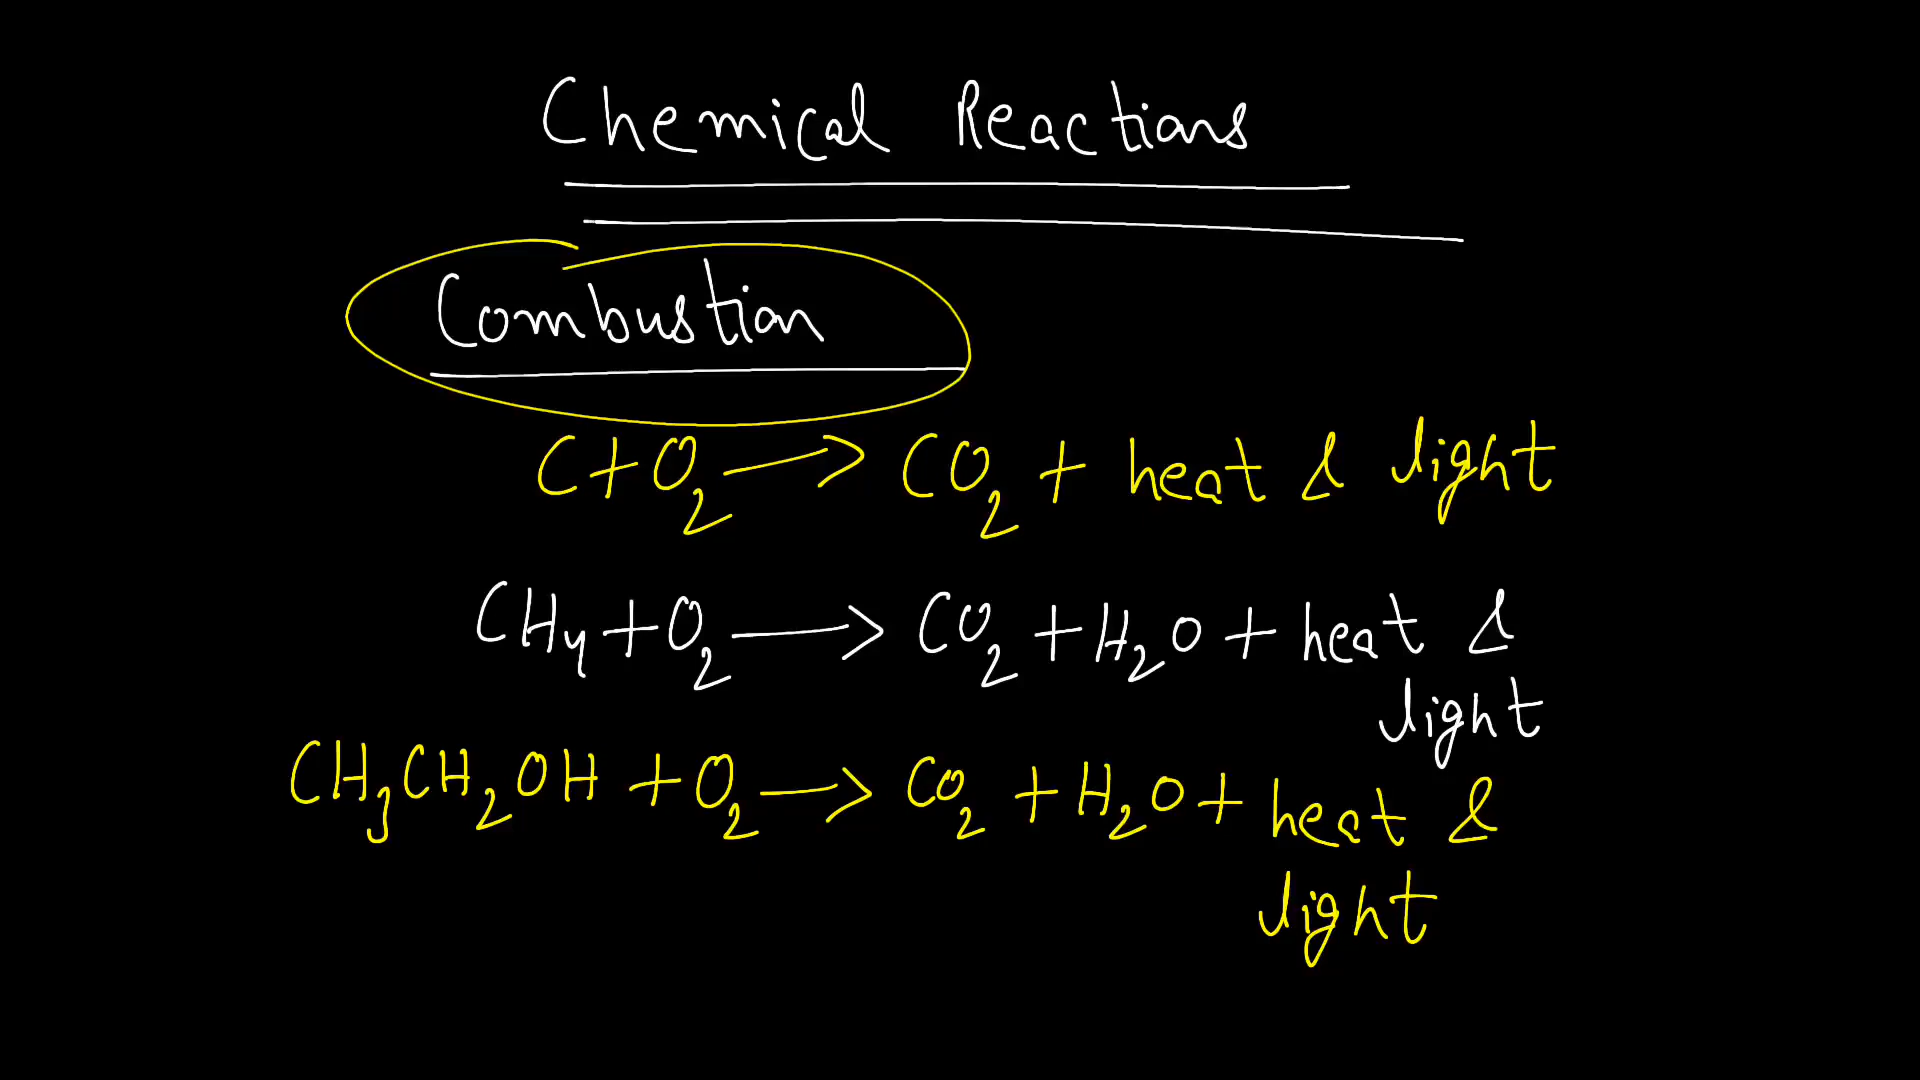 Chemical Reactions
Combustion
C + O₂ → CO₂ + heat & light
CH₄ + O₂ → CO₂ + H₂O + heat &
light
CH₃CH₂OH + O₂ → CO₂ + H₂O + heat &
light